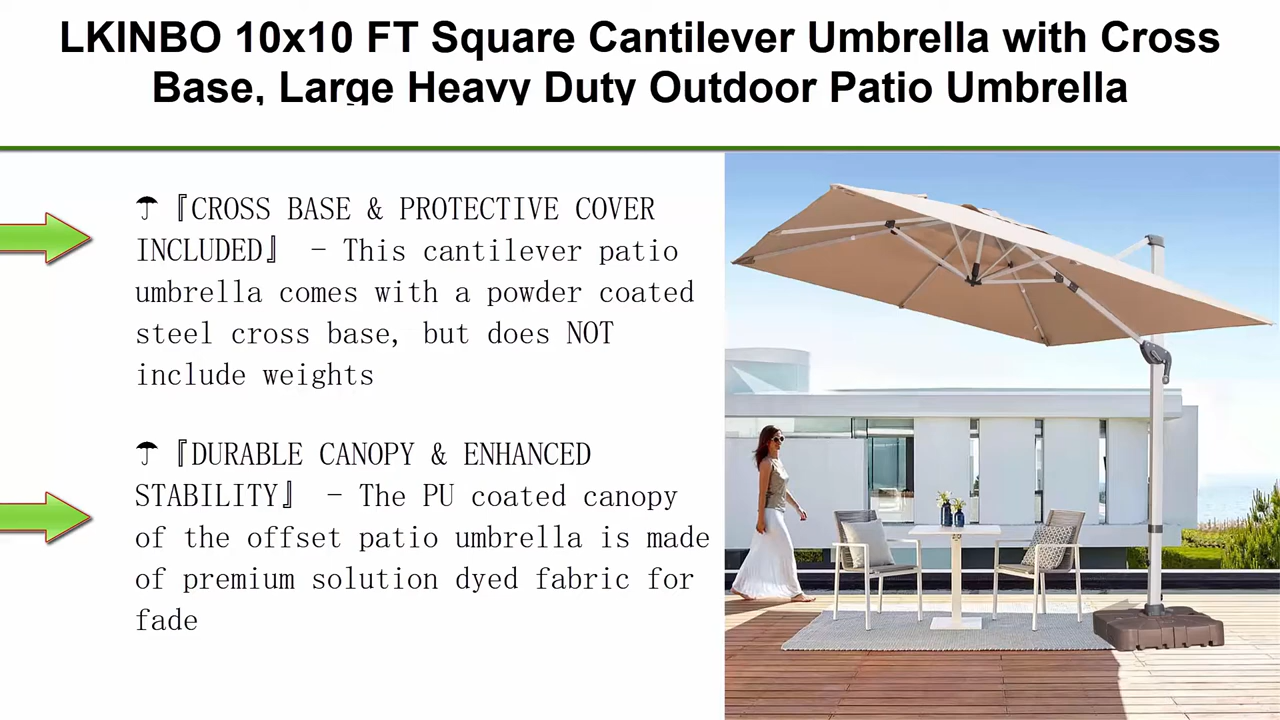 LKINBO 10x10 FT Square Cantilever Umbrella with Cross
Base, Large Heavy Duty Outdoor Patio Umbrella
☂『CROSS BASE & PROTECTIVE COVER
INCLUDED』 - This cantilever patio
umbrella comes with a powder coated
steel cross base, but does NOT
include weights
☂『DURABLE CANOPY & ENHANCED
STABILITY』 - The PU coated canopy
of the offset patio umbrella is made
of premium solution dyed fabric for
fade